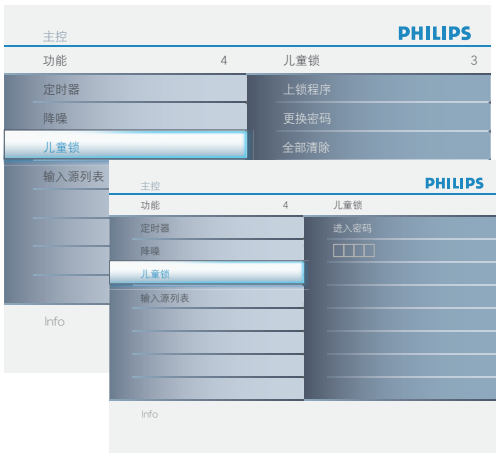 主控
PHILIPS
功能 4 儿童锁 3
定时器 上锁程序
降噪 更换密码
儿童锁 全部清除
输入源列表
Info
主控
PHILIPS
功能 4 儿童锁
定时器 进入密码
降噪
儿童锁
输入源列表
Info